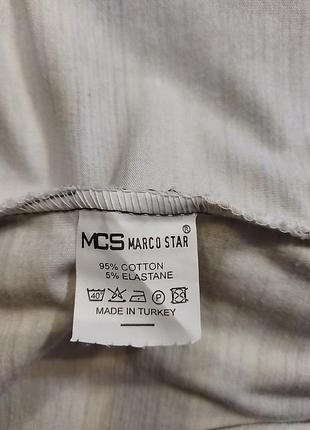 MCS MARCO STAR ®
95% COTTON
5% ELASTANE
40° P
MADE IN TURKEY